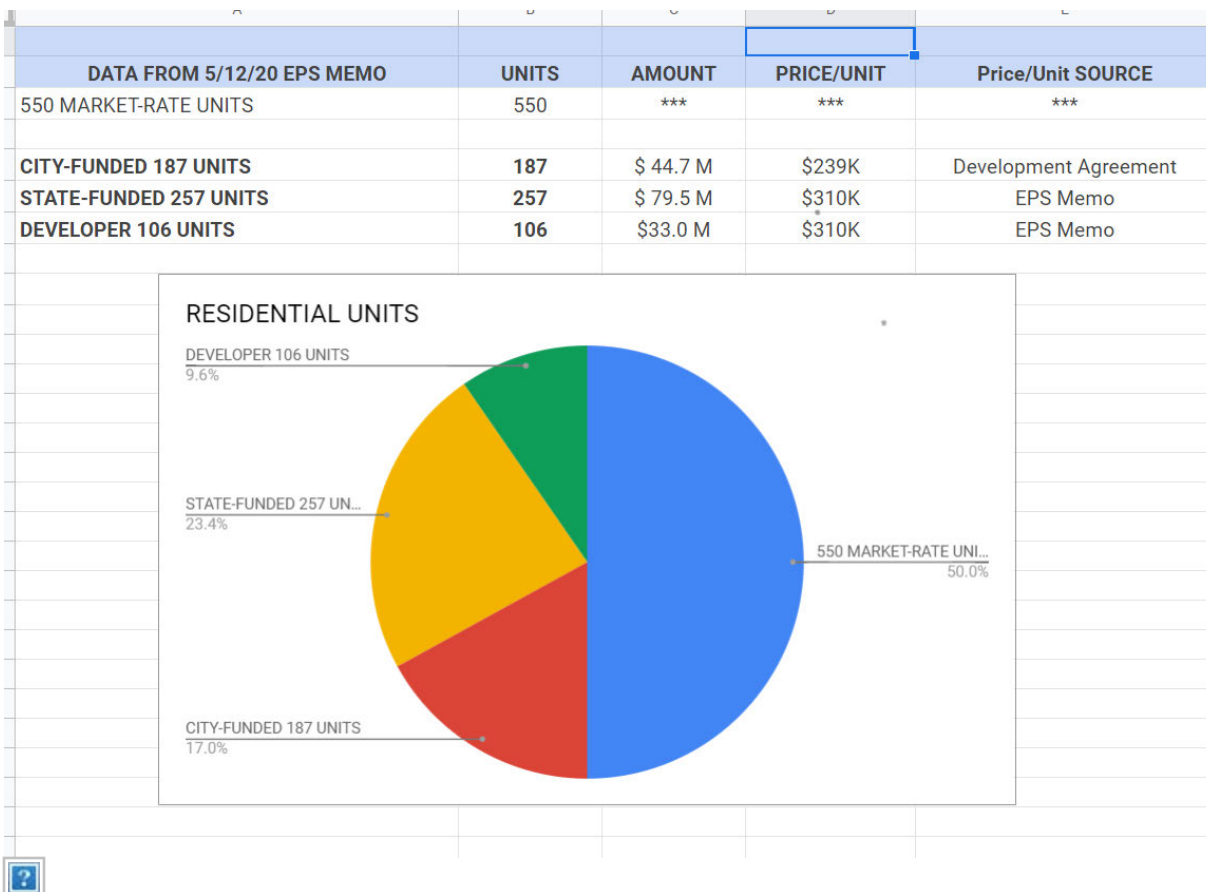 DATA FROM 5/12/20 EPS MEMO UNITS AMOUNT PRICE/UNIT Price/Unit SOURCE
550 MARKET-RATE UNITS 550 *** *** ***
CITY-FUNDED 187 UNITS 187 $ 44.7 M $239K Development Agreement
STATE-FUNDED 257 UNITS 257 $ 79.5 M $310K EPS Memo
DEVELOPER 106 UNITS 106 $33.0 M $310K EPS Memo
RESIDENTIAL UNITS
DEVELOPER 106 UNITS
9.6%
STATE-FUNDED 257 UN...
23.4%
550 MARKET-RATE UNI...
50.0%
CITY-FUNDED 187 UNITS
17.0%
?